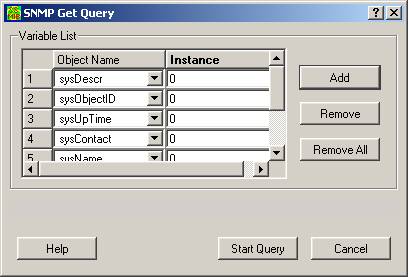 SNMP Get Query
Variable List
Object Name Instance
1 sysDescr 0
2 sysObjectID 0
3 sysUpTime 0
4 sysContact 0
5 sysName 0
Add
Remove
Remove All
Help
Start Query
Cancel